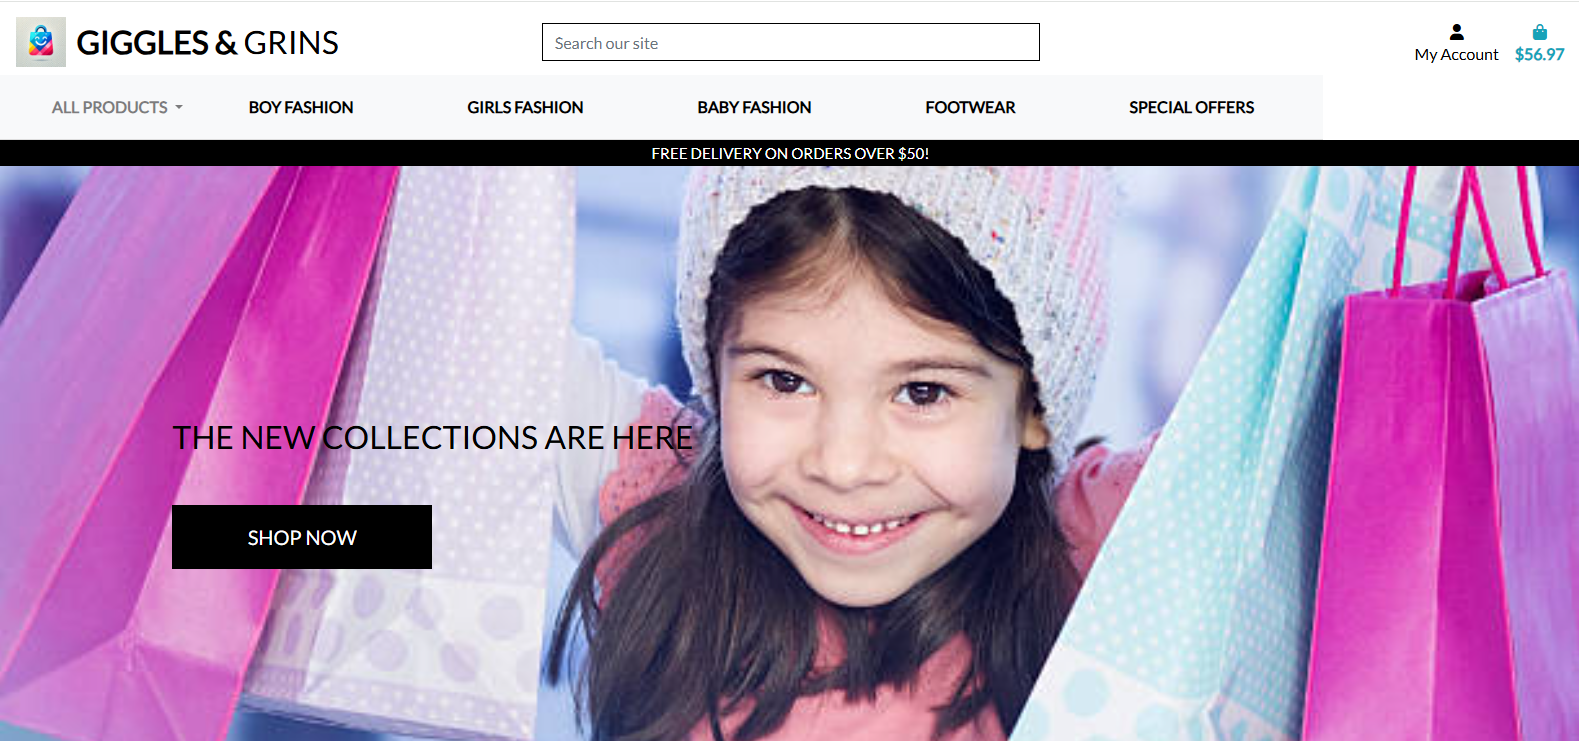 GIGGLES & GRINS
Search our site
My Account
$56.97
ALL PRODUCTS
BOY FASHION
GIRLS FASHION
BABY FASHION
FOOTWEAR
SPECIAL OFFERS
FREE DELIVERY ON ORDERS OVER $50!
THE NEW COLLECTIONS ARE HERE
SHOP NOW